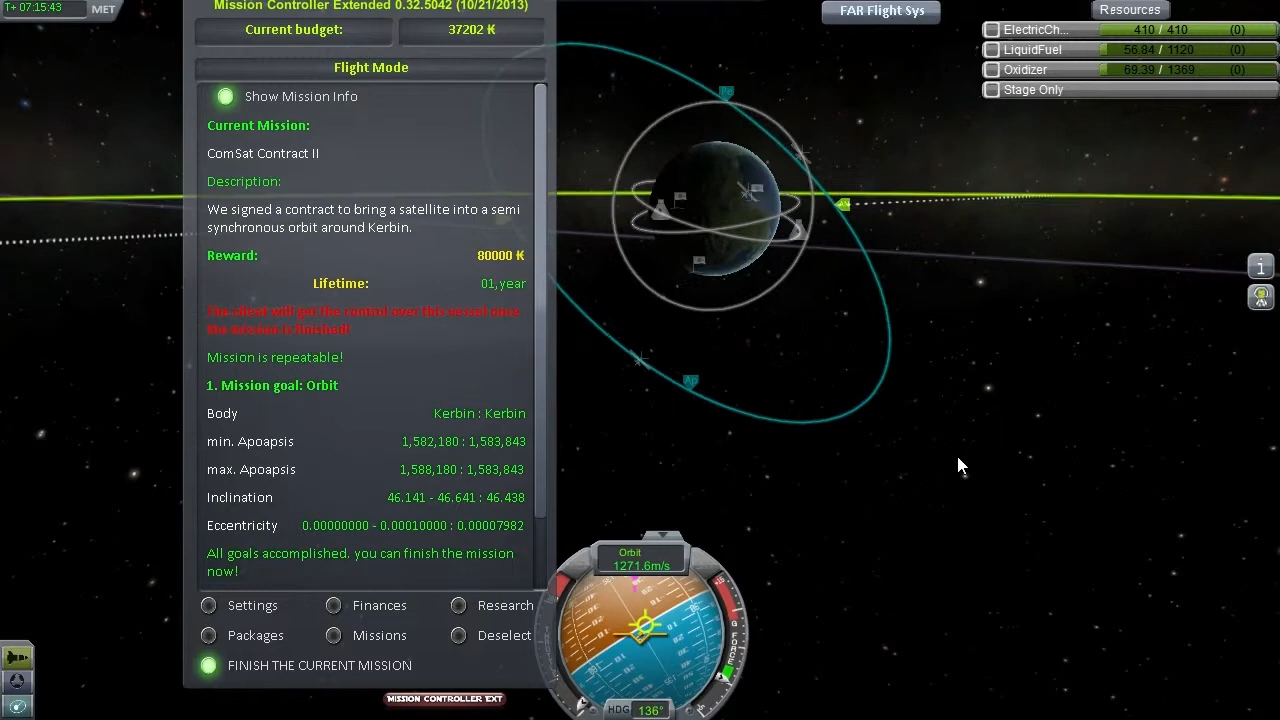 T+ 07:15:43 MET
Mission Controller Extended 0.32.5042 (10/21/2013)
Current budget: 37202 K
Flight Mode
Show Mission Info
Current Mission:
ComSat Contract II
Description:
We signed a contract to bring a satellite into a semi
synchronous orbit around Kerbin.
Reward: 80000 K
Lifetime: 01,year
The client will get the control over this vessel once
the mission is finished!
Mission is repeatable!
1. Mission goal: Orbit
Body Kerbin : Kerbin
min. Apoapsis 1,582,180 : 1,583,843
max. Apoapsis 1,588,180 : 1,583,843
Inclination 46.141 - 46.641 : 46.438
Eccentricity 0.00000000 - 0.00010000 : 0.00007982
All goals accomplished. you can finish the mission
now!
Settings Finances Research
Packages Missions Deselect
FINISH THE CURRENT MISSION
MISSION CONTROLLER EXT
FAR Flight Sys
Resources
ElectricCh... 410 / 410 (0)
LiquidFuel 56.84 / 1120 (0)
Oxidizer 69.39 / 1369 (0)
Stage Only
Pe
Ap
Orbit
1271.6m/s
HDG 136°